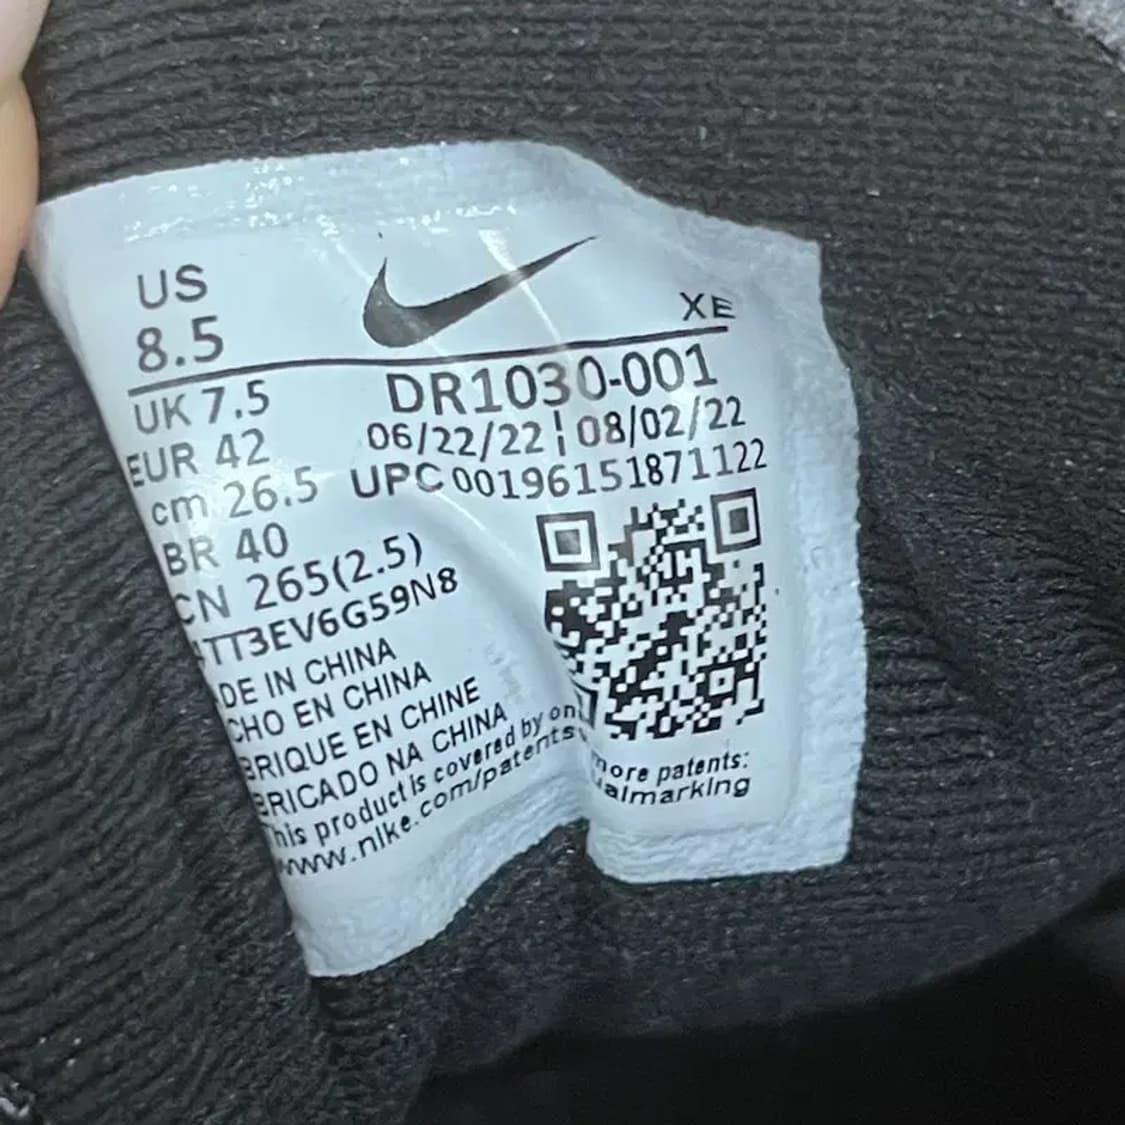 US
8.5
XE
UK 7.5
EUR 42
cm 26.5
BR 40
CN 265(2.5)
TT3EV6G59N8
DR1030-001
06/22/22 ¦ 08/02/22
UPC 00196151871122
DE IN CHINA
CHO EN CHINA
BRIQUE EN CHINE
BRICADO NA CHINA
This product is covered by
more patents:
www.nike.com/patents